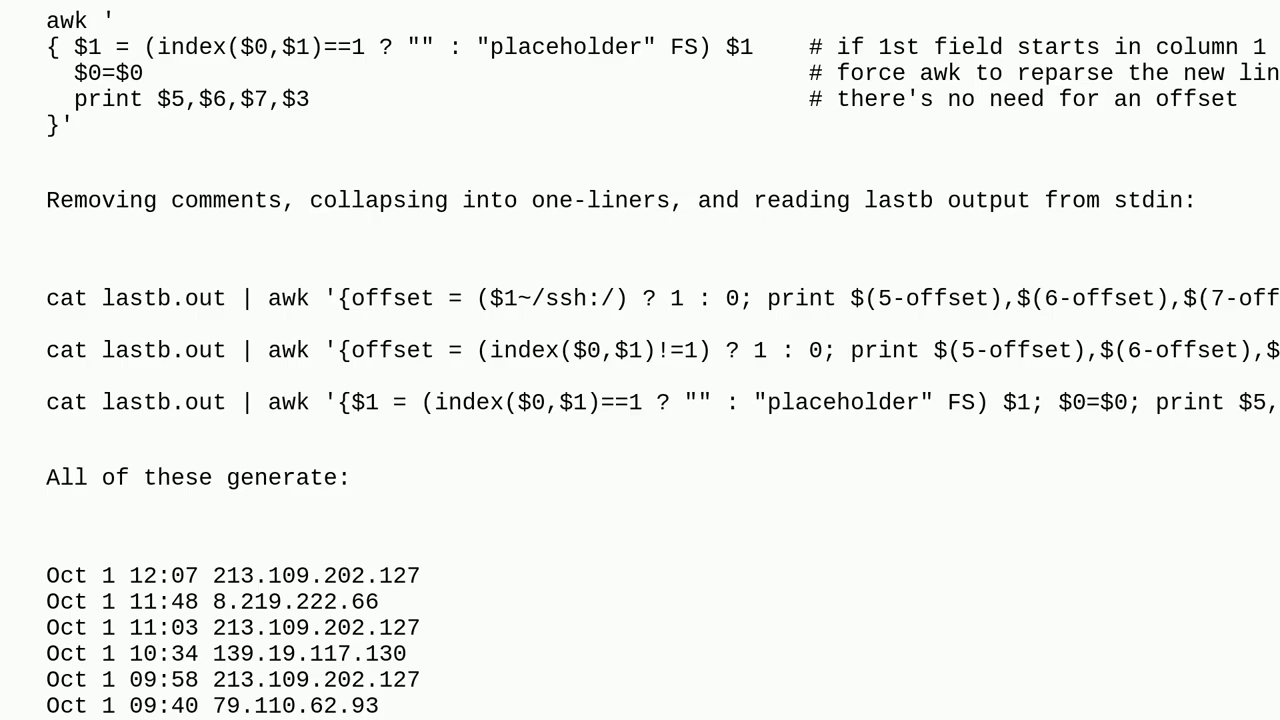 awk '
{ $1 = (index($0,$1)==1 ? "" : "placeholder" FS) $1    # if 1st field starts in column 1
  $0=$0                                                # force awk to reparse the new lin
  print $5,$6,$7,$3                                    # there's no need for an offset
}'
Removing comments, collapsing into one-liners, and reading lastb output from stdin:
cat lastb.out | awk '{offset = ($1~/ssh:/) ? 1 : 0; print $(5-offset),$(6-offset),$(7-off
cat lastb.out | awk '{offset = (index($0,$1)!=1) ? 1 : 0; print $(5-offset),$(6-offset),$
cat lastb.out | awk '{$1 = (index($0,$1)==1 ? "" : "placeholder" FS) $1; $0=$0; print $5,
All of these generate:
Oct 1 12:07 213.109.202.127
Oct 1 11:48 8.219.222.66
Oct 1 11:03 213.109.202.127
Oct 1 10:34 139.19.117.130
Oct 1 09:58 213.109.202.127
Oct 1 09:40 79.110.62.93